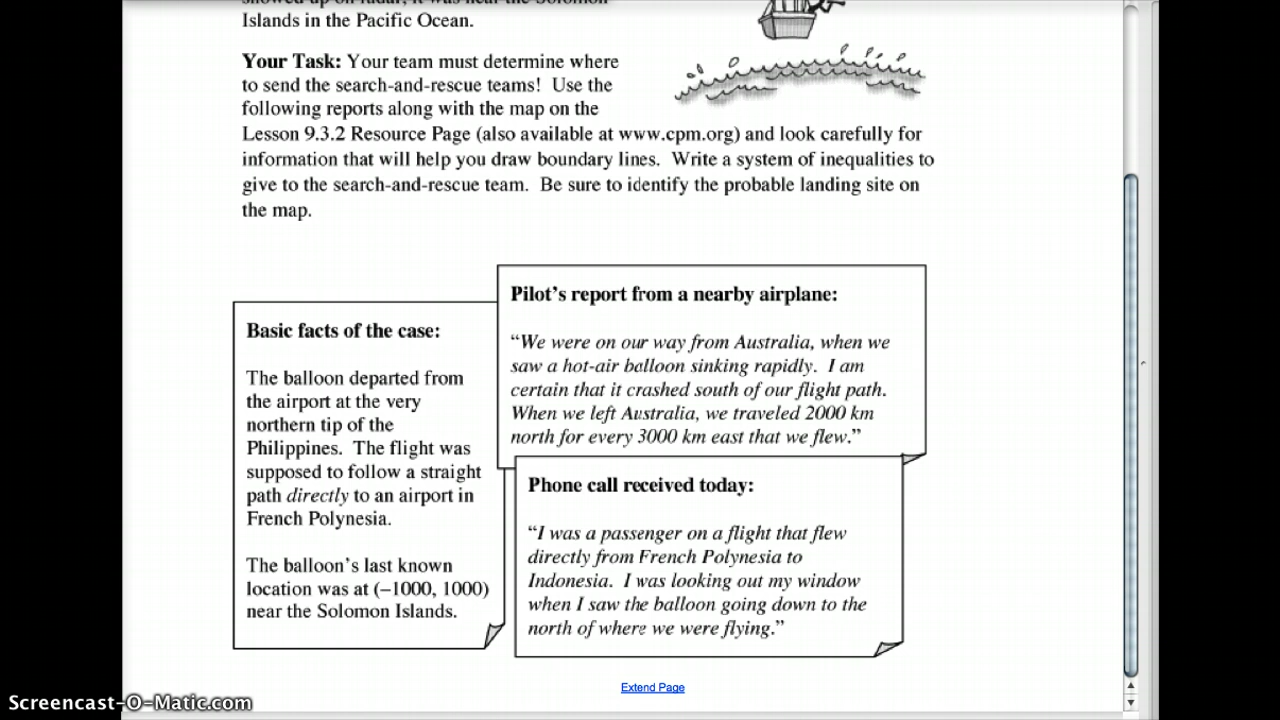 showed up on radar, it was near the Solomon
Islands in the Pacific Ocean.
Your Task: Your team must determine where
to send the search-and-rescue teams! Use the
following reports along with the map on the
Lesson 9.3.2 Resource Page (also available at www.cpm.org) and look carefully for
information that will help you draw boundary lines. Write a system of inequalities to
give to the search-and-rescue team. Be sure to identify the probable landing site on
the map.
Basic facts of the case:
The balloon departed from
the airport at the very
northern tip of the
Philippines. The flight was
supposed to follow a straight
path directly to an airport in
French Polynesia.
The balloon's last known
location was at (–1000, 1000)
near the Solomon Islands.
Pilot's report from a nearby airplane:
"We were on our way from Australia, when we
saw a hot-air balloon sinking rapidly. I am
certain that it crashed south of our flight path.
When we left Australia, we traveled 2000 km
north for every 3000 km east that we flew."
Phone call received today:
"I was a passenger on a flight that flew
directly from French Polynesia to
Indonesia. I was looking out my window
when I saw the balloon going down to the
north of where we were flying."
Extend Page
Screencast-O-Matic.com